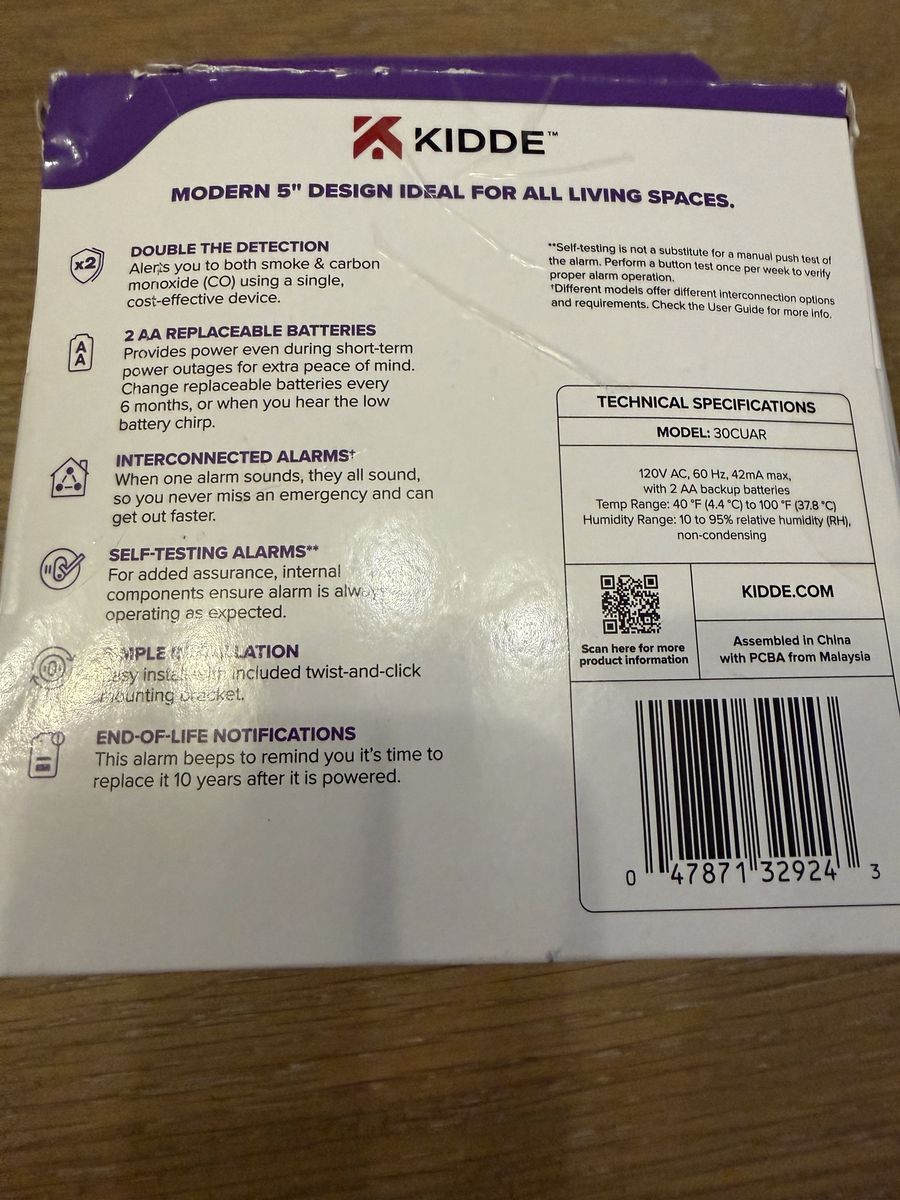 KIDDE™
MODERN 5" DESIGN IDEAL FOR ALL LIVING SPACES.
x2
DOUBLE THE DETECTION
Alerts you to both smoke & carbon
monoxide (CO) using a single,
cost-effective device.
A
A
2 AA REPLACEABLE BATTERIES
Provides power even during short-term
power outages for extra peace of mind.
Change replaceable batteries every
6 months, or when you hear the low
battery chirp.
INTERCONNECTED ALARMS†
When one alarm sounds, they all sound,
so you never miss an emergency and can
get out faster.
SELF-TESTING ALARMS**
For added assurance, internal
components ensure alarm is always
operating as expected.
SIMPLE INSTALLATION
Easy install with included twist-and-click
mounting bracket.
END-OF-LIFE NOTIFICATIONS
This alarm beeps to remind you it's time to
replace it 10 years after it is powered.
**Self-testing is not a substitute for a manual push test of
the alarm. Perform a button test once per week to verify
proper alarm operation.
†Different models offer different interconnection options
and requirements. Check the User Guide for more info.
TECHNICAL SPECIFICATIONS
MODEL: 30CUAR
120V AC, 60 Hz, 42mA max,
with 2 AA backup batteries
Temp Range: 40 °F (4.4 °C) to 100 °F (37.8 °C)
Humidity Range: 10 to 95% relative humidity (RH),
non-condensing
Scan here for more
product information
KIDDE.COM
Assembled in China
with PCBA from Malaysia
0 47871 32924 3